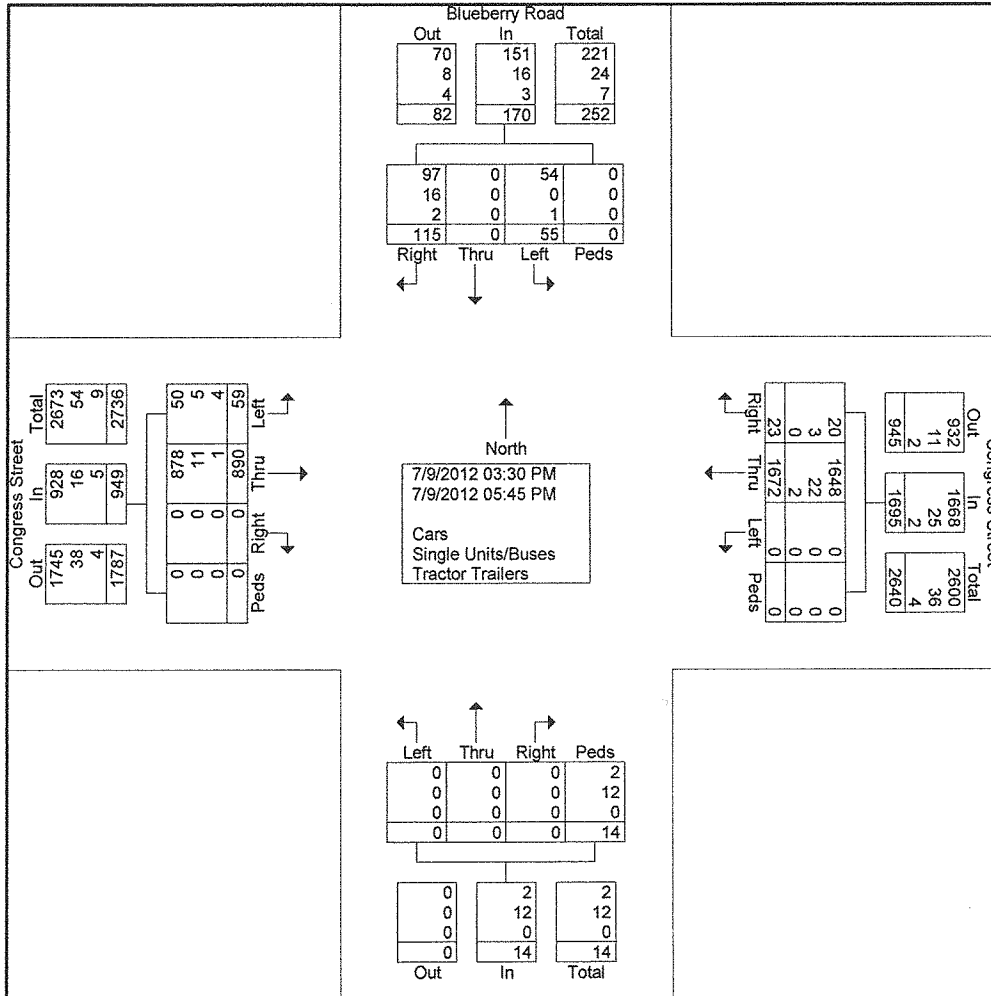 Blueberry Road
Out In Total
70 151 221
8 16 24
4 3 7
82 170 252
97 0 54 0
16 0 0 0
2 0 1 0
115 0 55 0
Right Thru Left Peds
Congress Street
Total
2673
54
9
2736
In
928
16
5
949
Out
1745
38
4
1787
Left
50
5
4
59
Thru
878
11
1
890
Right
0
0
0
0
Peds
0
0
0
0
North
7/9/2012 03:30 PM
7/9/2012 05:45 PM
Cars
Single Units/Buses
Tractor Trailers
Right
20
3
0
23
Thru
1648
22
2
1672
Left
0
0
0
0
Peds
0
0
0
0
Congress Street
Out
932
11
2
945
In
1668
25
2
1695
Total
2600
36
4
2640
Left Thru Right Peds
0 0 0 2
0 0 0 12
0 0 0 0
0 0 0 14
0 2 2
0 12 12
0 0 0
0 14 14
Out In Total